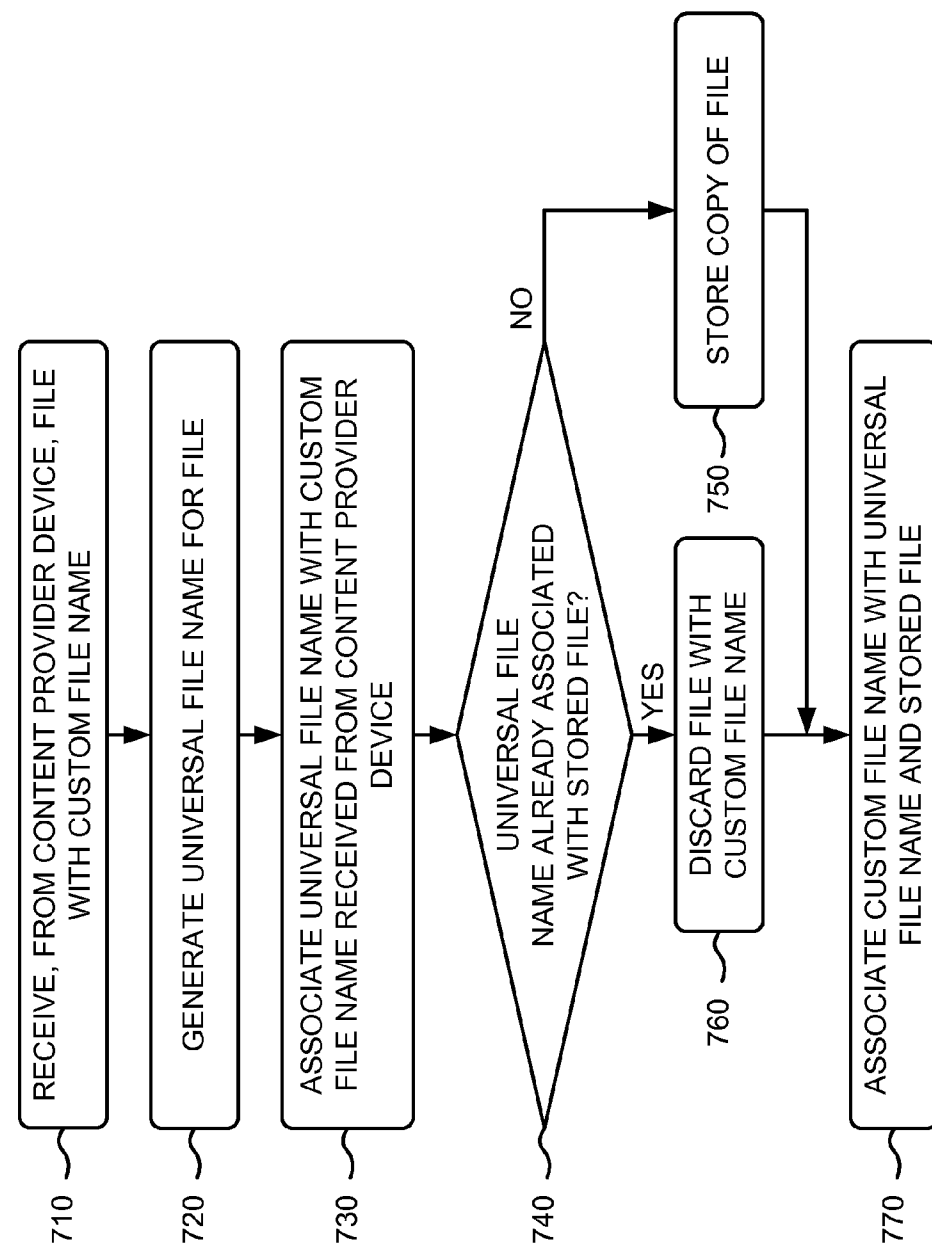 710
RECEIVE, FROM CONTENT PROVIDER DEVICE, FILE
WITH CUSTOM FILE NAME
720
GENERATE UNIVERSAL FILE NAME FOR FILE
730
ASSOCIATE UNIVERSAL FILE NAME WITH CUSTOM
FILE NAME RECEIVED FROM CONTENT PROVIDER
DEVICE
740
UNIVERSAL FILE
NAME ALREADY ASSOCIATED
WITH STORED FILE?
NO
YES
750
STORE COPY OF FILE
760
DISCARD FILE WITH
CUSTOM FILE NAME
770
ASSOCIATE CUSTOM FILE NAME WITH UNIVERSAL
FILE NAME AND STORED FILE